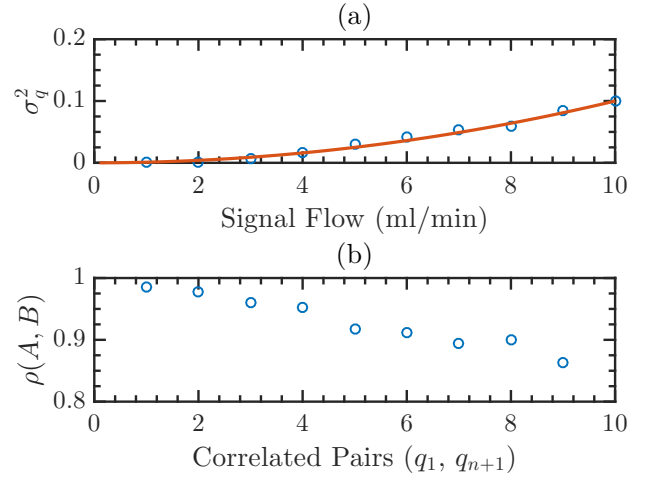 (a)
0.2
0.1
0
σ_q^2
0 2 4 6 8 10
Signal Flow (ml/min)
(b)
1
0.9
0.8
ρ(A, B)
0 2 4 6 8 10
Correlated Pairs (q_1, q_{n+1})